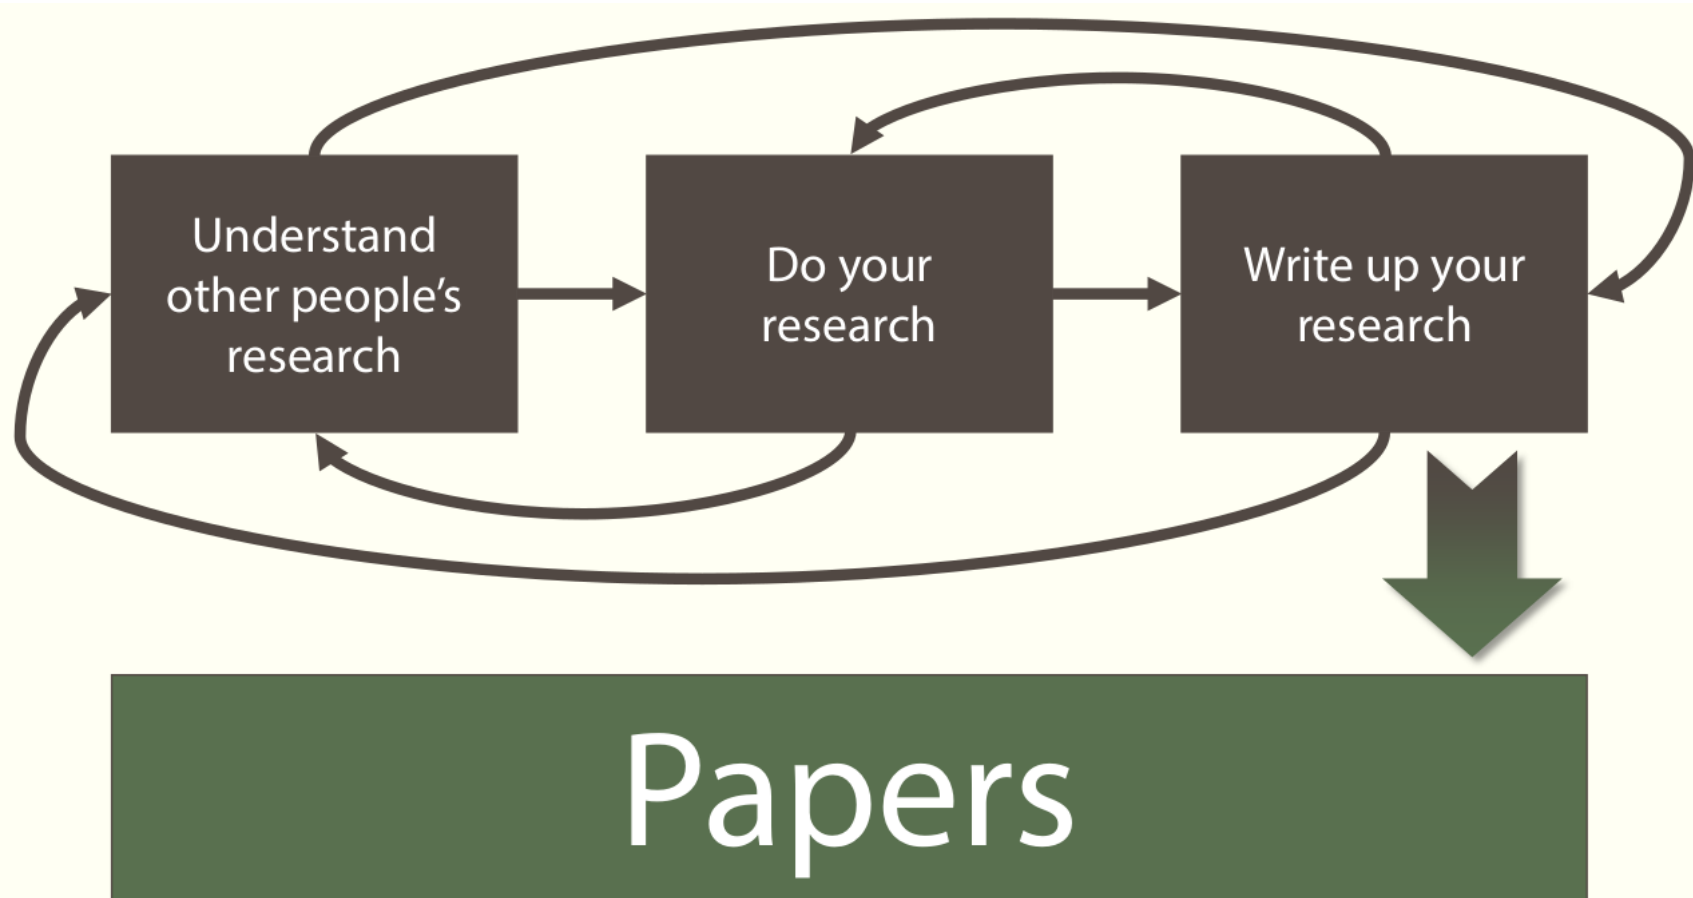 Understand
other people’s
research
Do your
research
Write up your
research
Papers